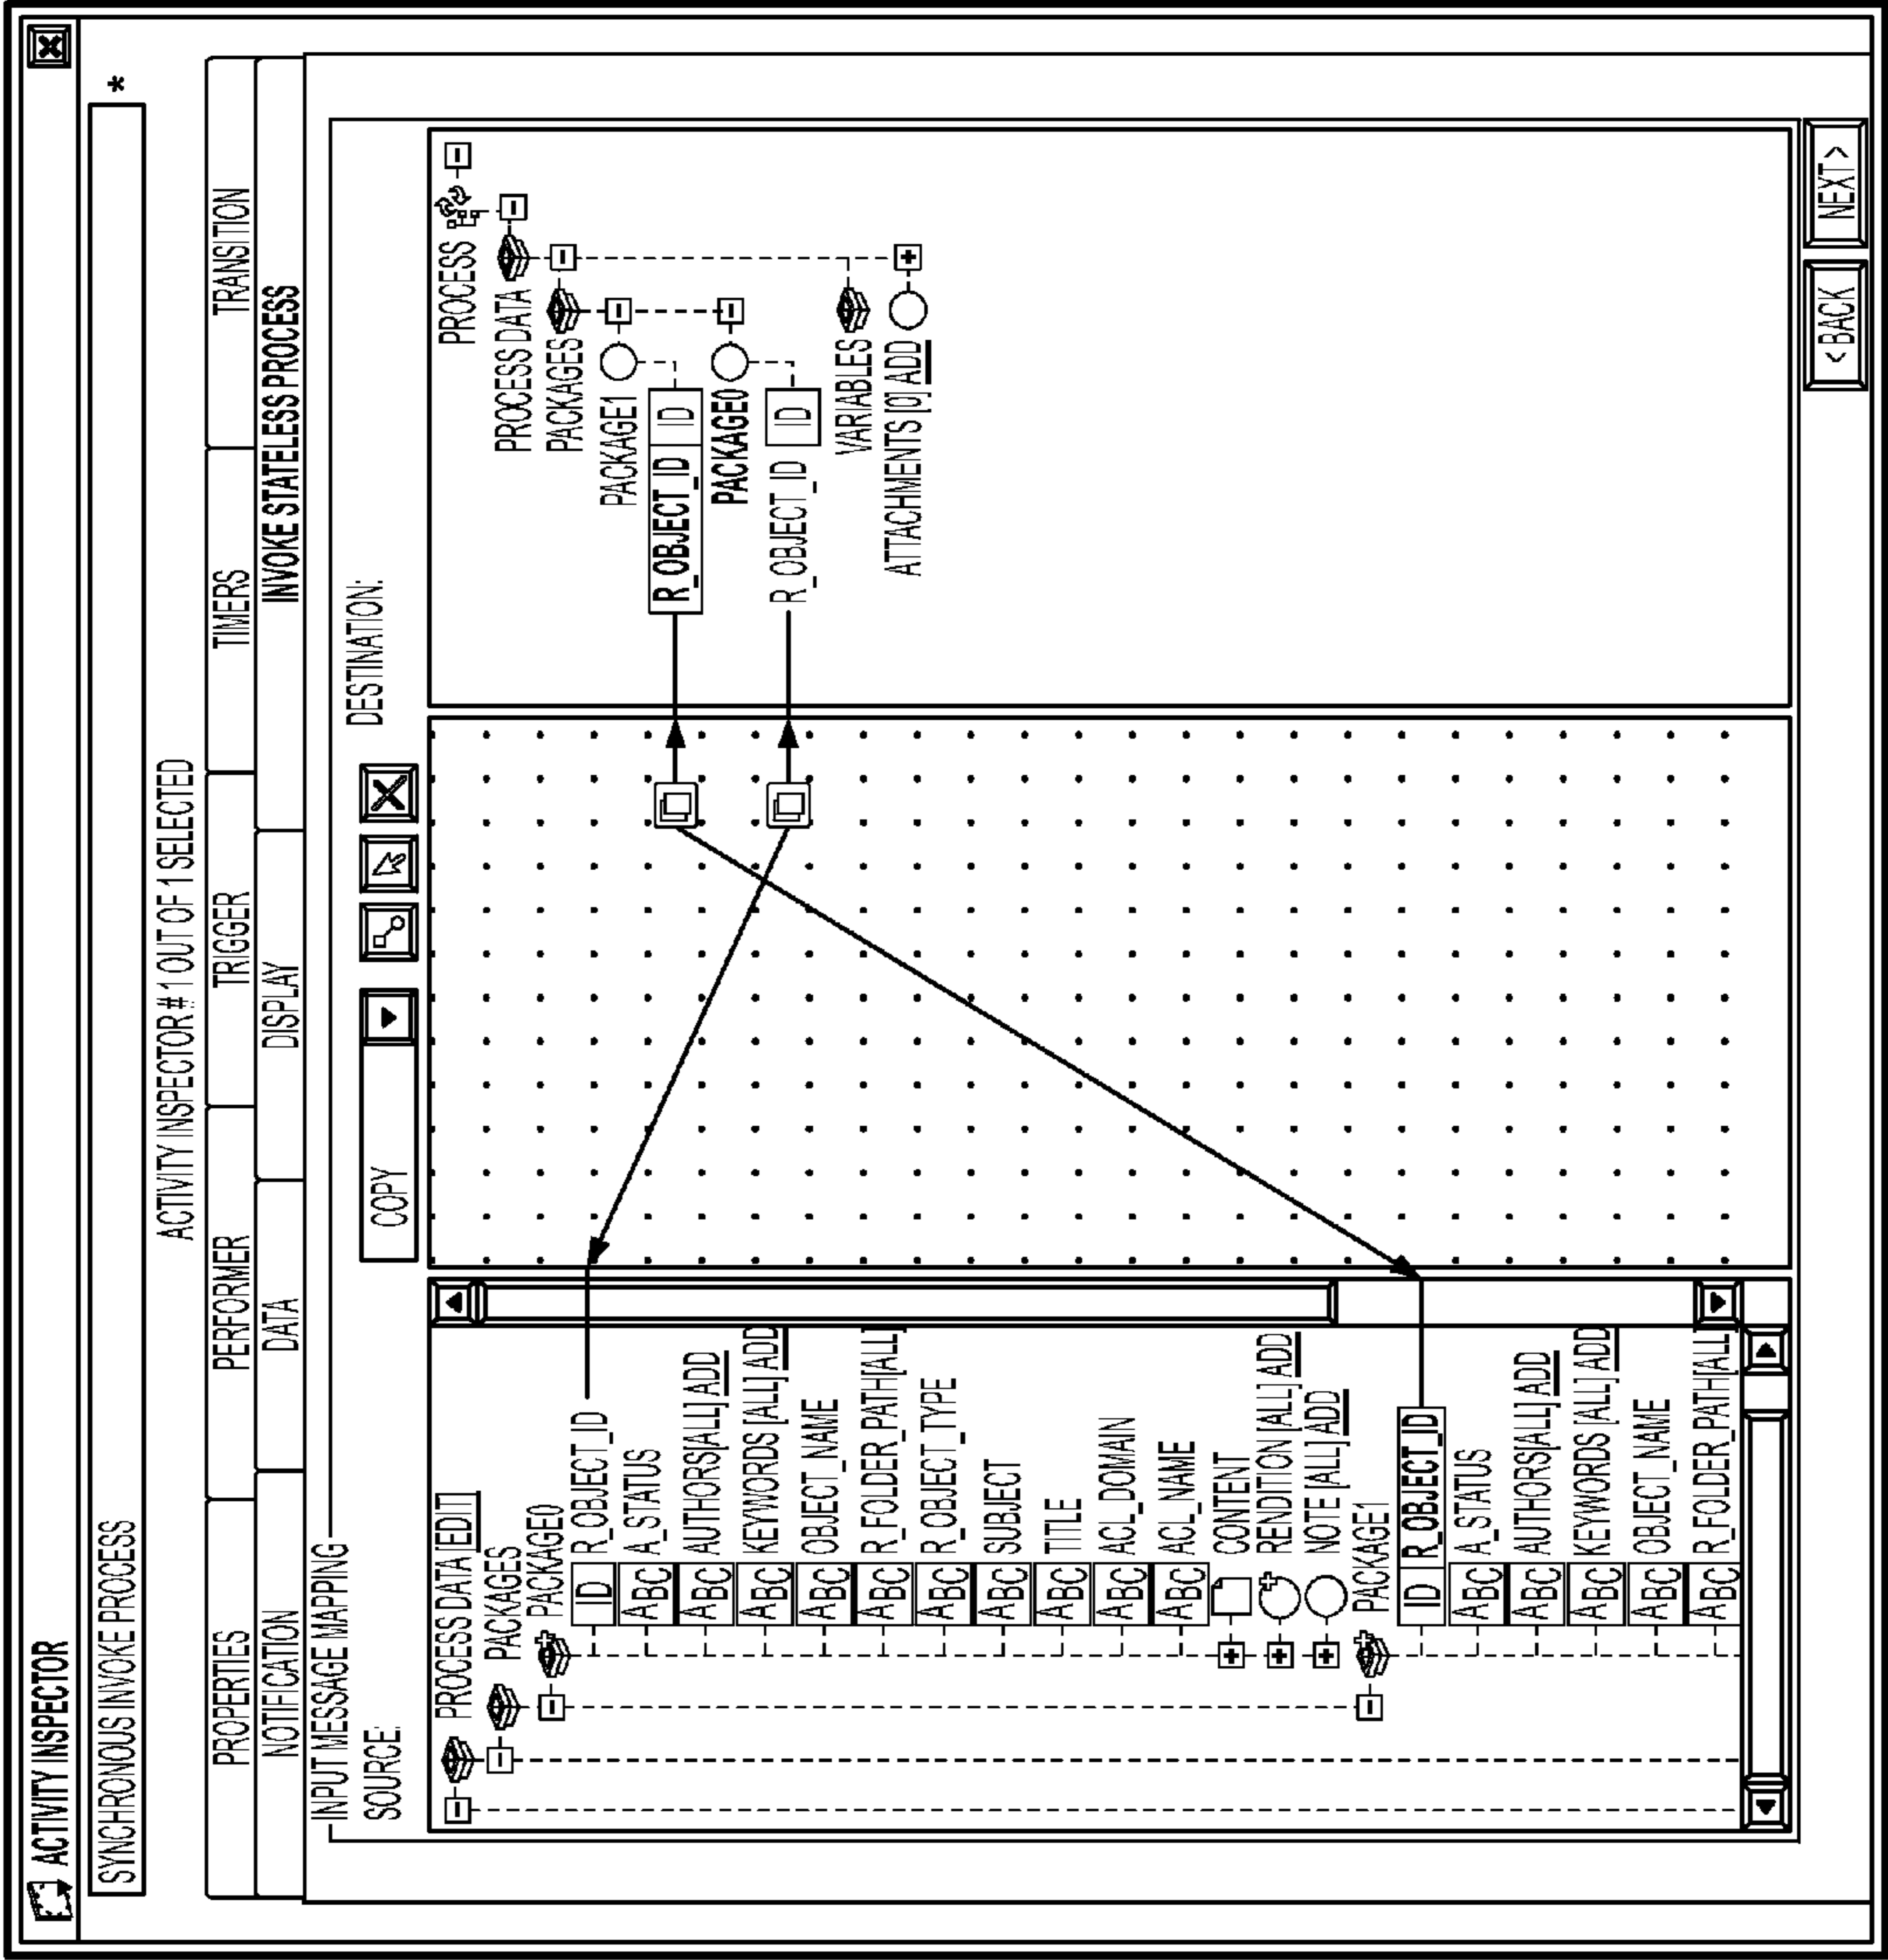 ACTIVITY INSPECTOR
SYNCHRONOUS INVOKE PROCESS *
ACTIVITY INSPECTOR# 1 OUT OF 1 SELECTED
PROPERTIES PERFORMER TRIGGER TIMERS TRANSITION
NOTIFICATION DATA DISPLAY INVOKE STATELESS PROCESS
INPUT MESSAGE MAPPING
SOURCE:
COPY
DESTINATION:
PROCESS DATA [EDIT]
PACKAGES
PACKAGE0
ID R_OBJECT_ID
ABC A_STATUS
ABC AUTHORS[ALL] ADD
ABC KEYWORDS [ALL] ADD
ABC OBJECT_NAME
ABC R_FOLDER_PATH[ALL]
ABC R_OBJECT_TYPE
ABC SUBJECT
ABC TITLE
ABC ACL_DOMAIN
ABC ACL_NAME
CONTENT
RENDITION [ALL] ADD
NOTE [ALL] ADD
PACKAGE1
ID R_OBJECT_ID
ABC A_STATUS
ABC AUTHORS[ALL] ADD
ABC KEYWORDS [ALL] ADD
ABC OBJECT_NAME
ABC R_FOLDER_PATH[ALL]
PROCESS
PROCESS DATA
PACKAGES
PACKAGE1
R_OBJECT_ID ID
PACKAGE0
R_OBJECT_ID ID
VARIABLES
ATTACHMENTS [0] ADD
<BACK NEXT>